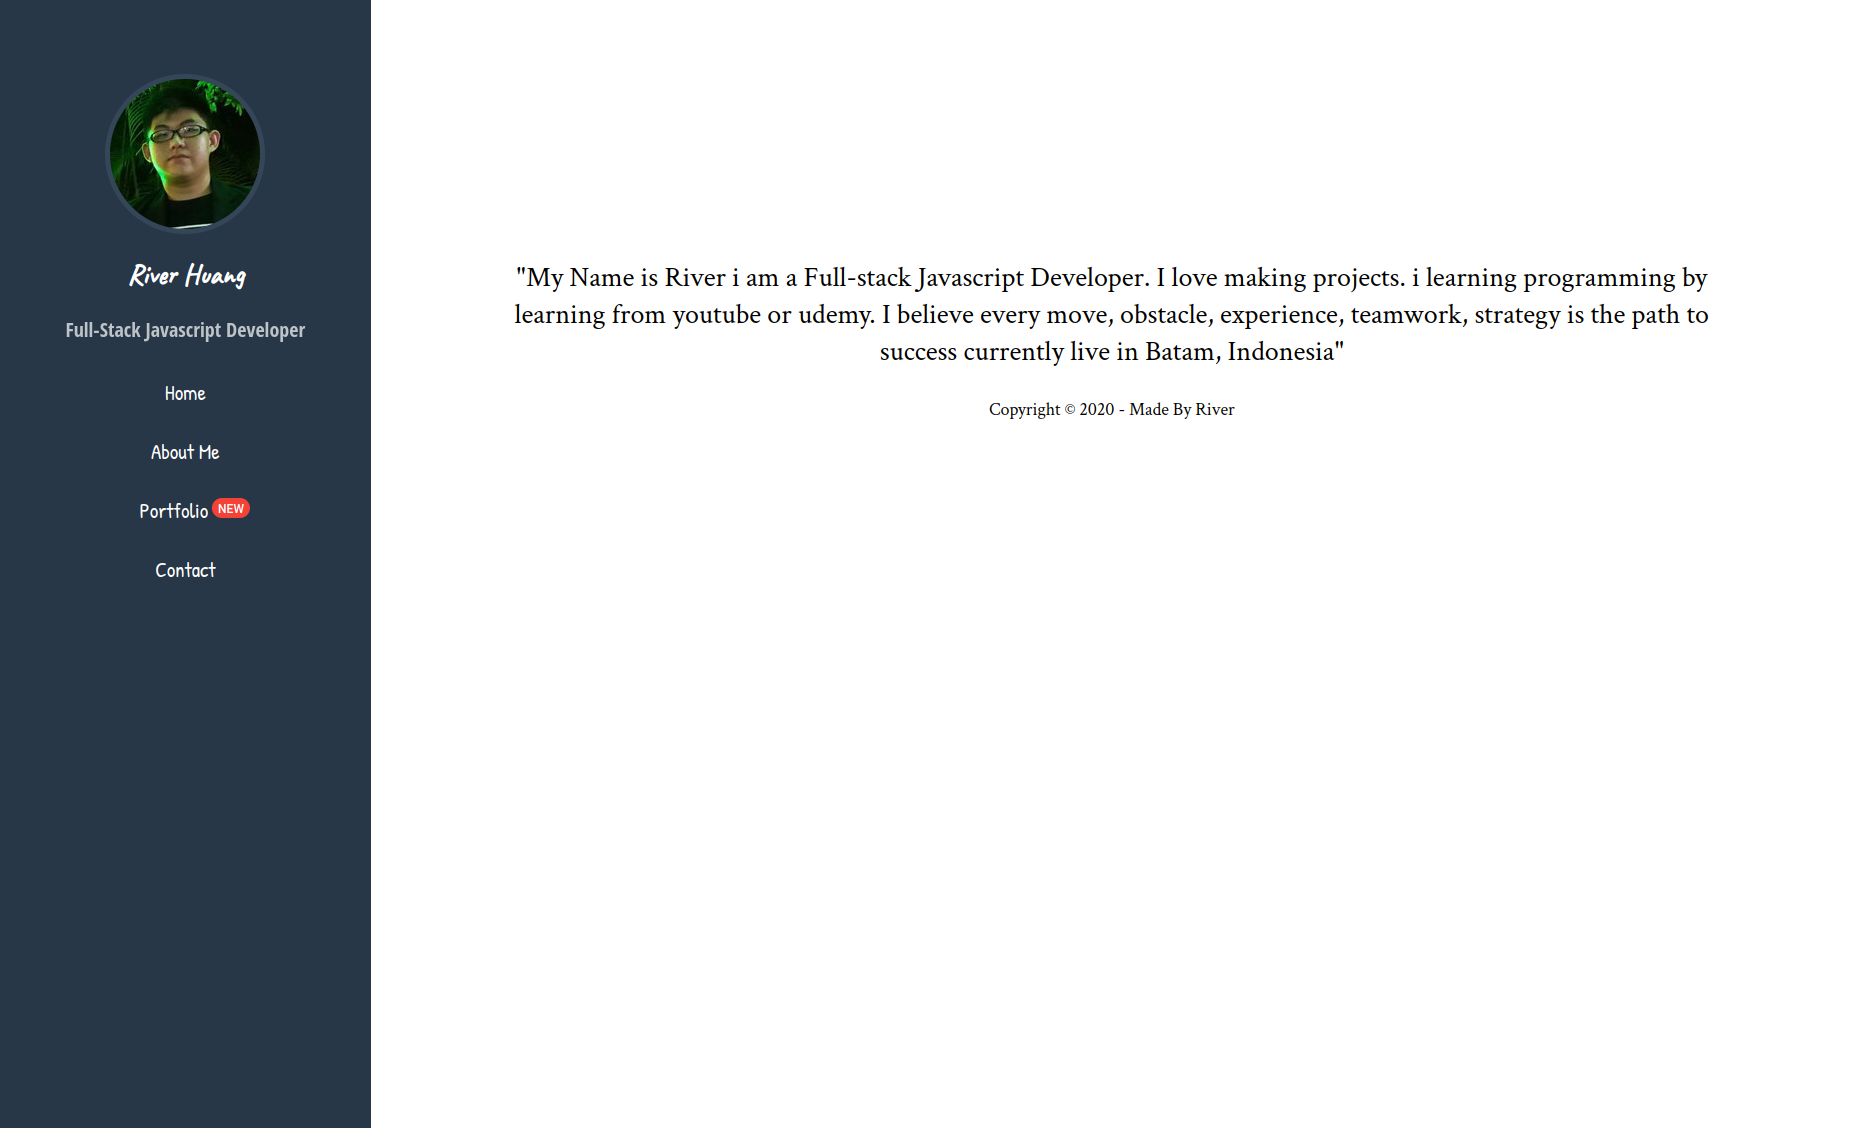 River Huang
Full-Stack Javascript Developer
Home
About Me
Portfolio NEW
Contact
"My Name is River i am a Full-stack Javascript Developer. I love making projects. i learning programming by
learning from youtube or udemy. I believe every move, obstacle, experience, teamwork, strategy is the path to
success currently live in Batam, Indonesia"
Copyright © 2020 - Made By River